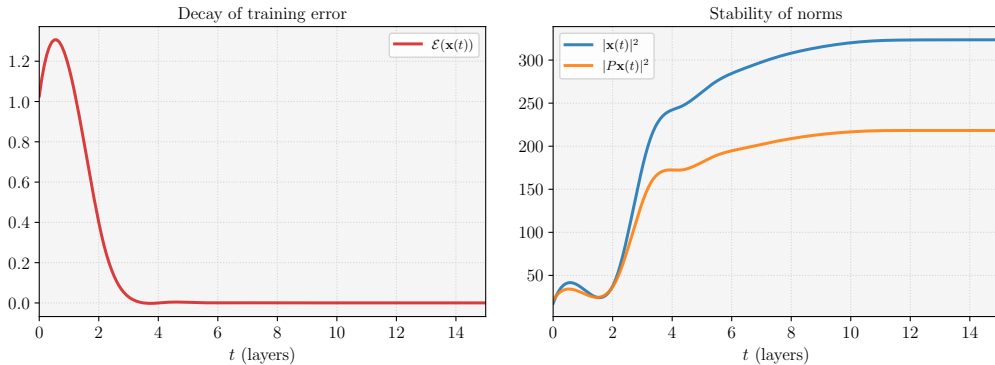 Decay of training error
1.2
1.0
0.8
0.6
0.4
0.2
0.0
0 2 4 6 8 10 12 14
t (layers)
ℰ(𝐱(t))
Stability of norms
300
250
200
150
100
50
0 2 4 6 8 10 12 14
t (layers)
|𝐱(t)|²
|P𝐱(t)|²